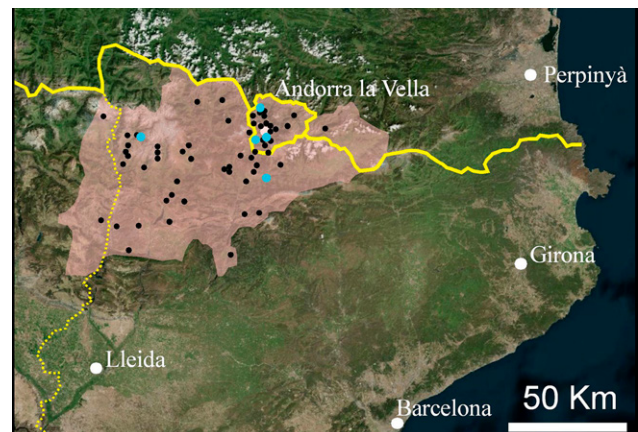 Andorra la Vella
Perpinyà
Girona
Lleida
Barcelona
50 Km